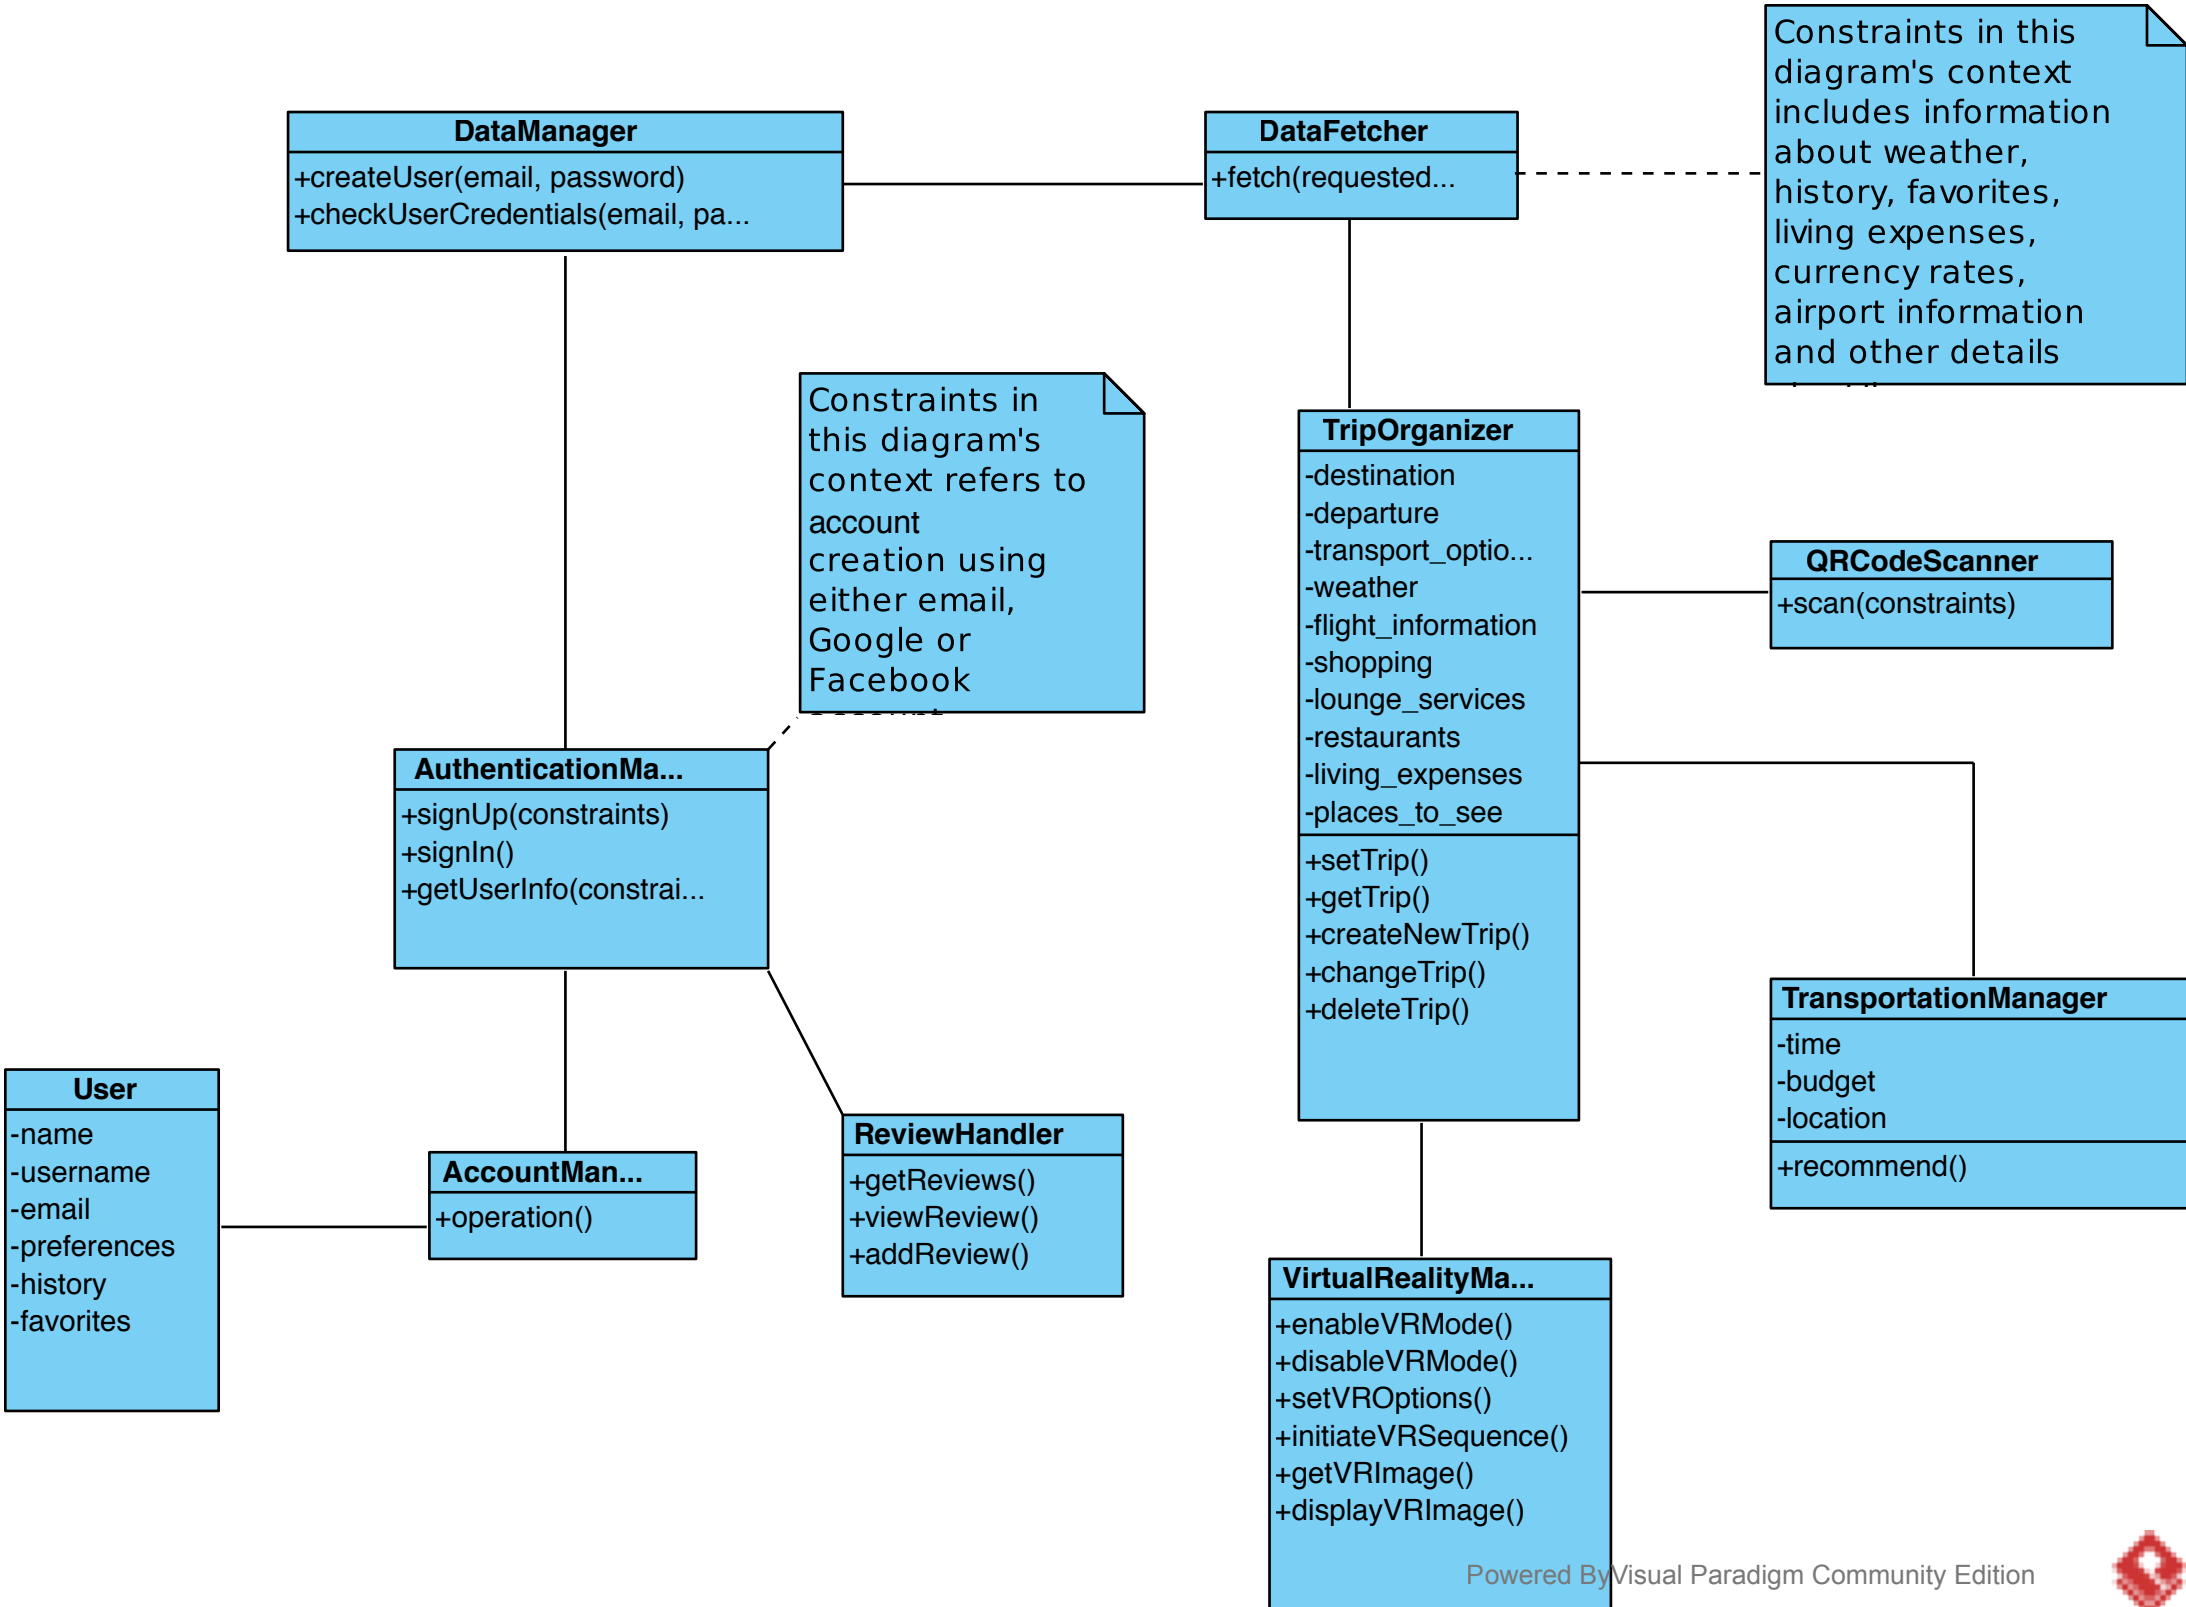 DataManager
+createUser(email, password)
+checkUserCredentials(email, pa...
DataFetcher
+fetch(requested...
Constraints in this
diagram's context
includes information
about weather,
history, favorites,
living expenses,
currency rates,
airport information
and other details
Constraints in
this diagram's
context refers to
account
creation using
either email,
Google or
Facebook
TripOrganizer
-destination
-departure
-transport_optio...
-weather
-flight_information
-shopping
-lounge_services
-restaurants
-living_expenses
-places_to_see
+setTrip()
+getTrip()
+createNewTrip()
+changeTrip()
+deleteTrip()
QRCodeScanner
+scan(constraints)
AuthenticationMa...
+signUp(constraints)
+signIn()
+getUserInfo(constrai...
TransportationManager
-time
-budget
-location
+recommend()
User
-name
-username
-email
-preferences
-history
-favorites
AccountMan...
+operation()
ReviewHandler
+getReviews()
+viewReview()
+addReview()
VirtualRealityMa...
+enableVRMode()
+disableVRMode()
+setVROptions()
+initiateVRSequence()
+getVRImage()
+displayVRImage()
Powered ByVisual Paradigm Community Edition